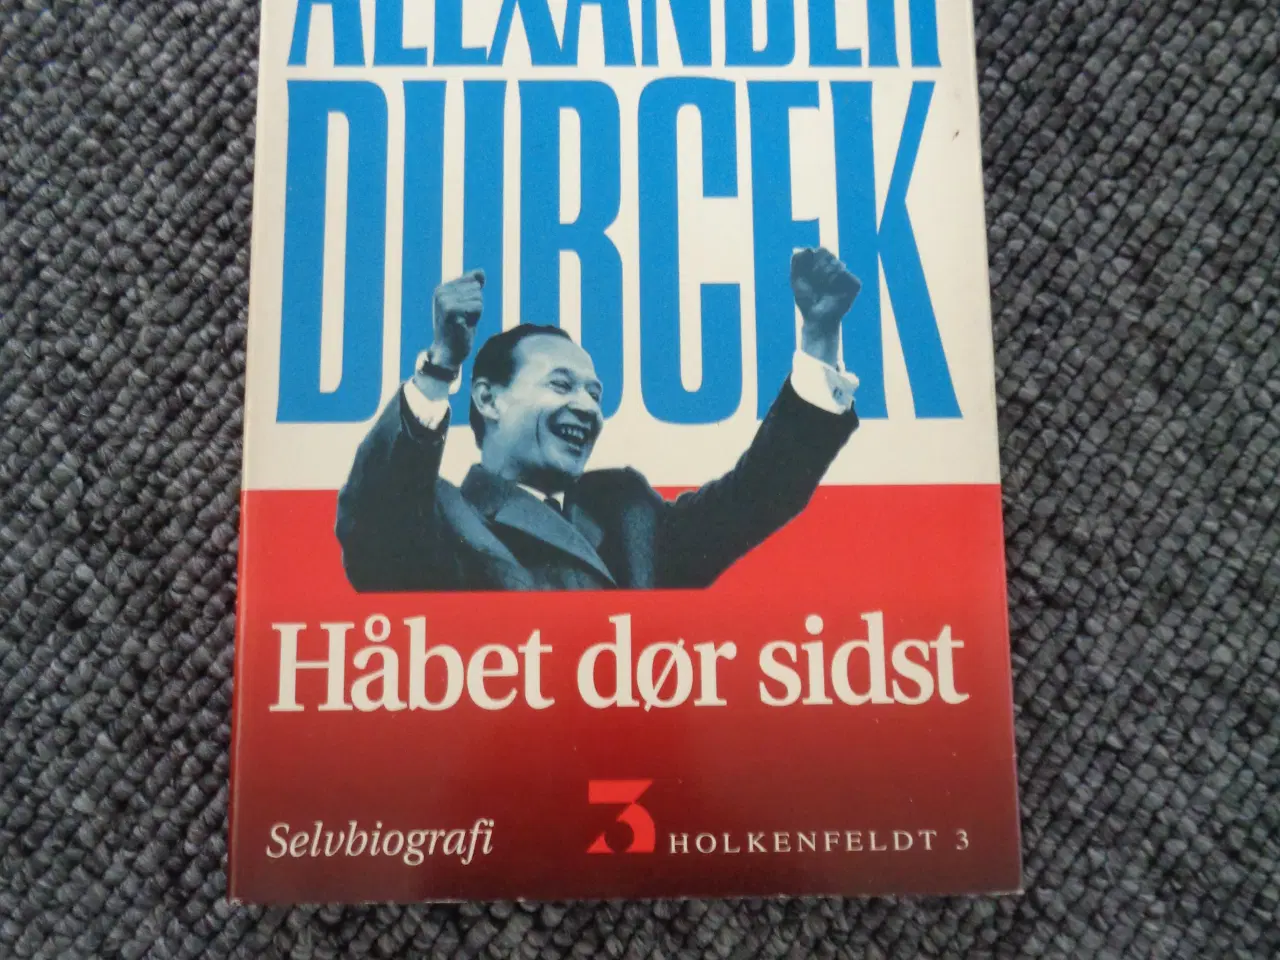 ALEXANDER
DUBCEK
Håbet dør sidst
Selvbiografi
3 HOLKENFELDT 3